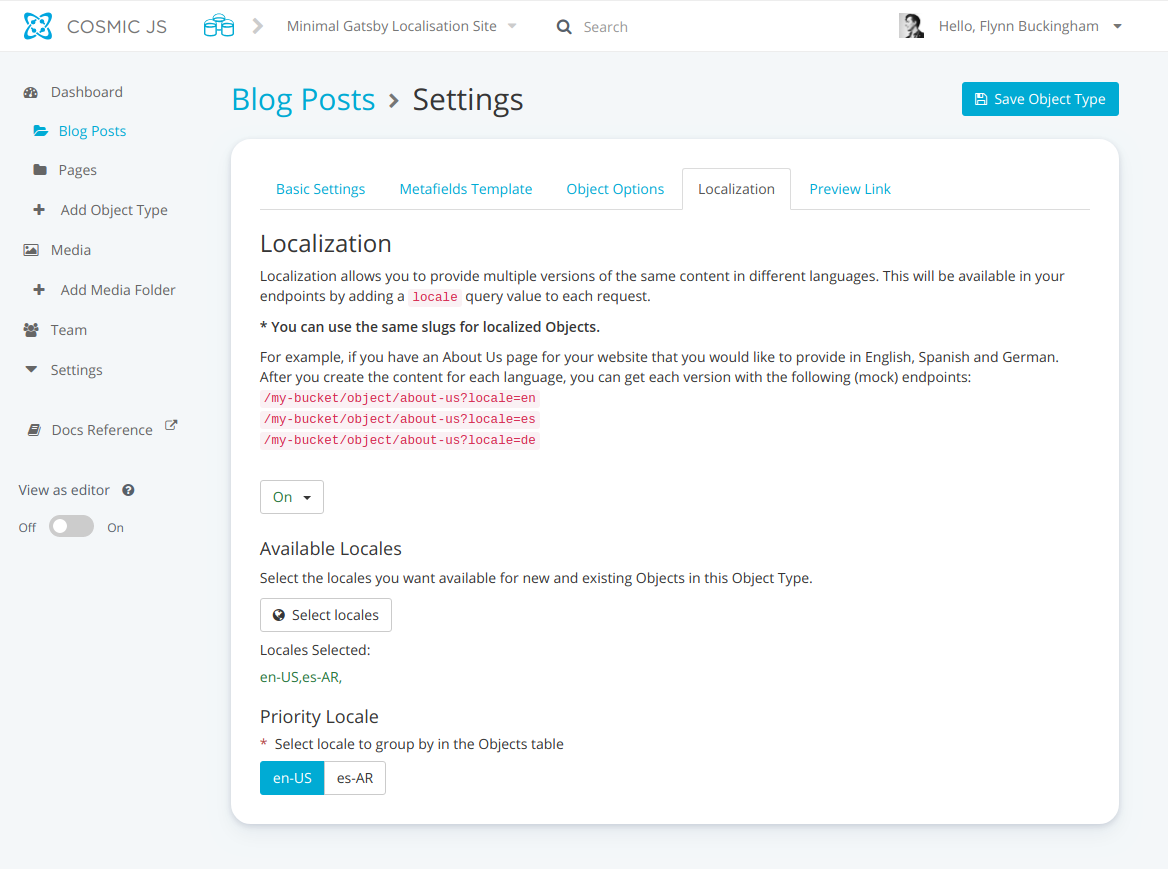 COSMIC JS
Minimal Gatsby Localisation Site
Search
Hello, Flynn Buckingham
Dashboard
Blog Posts
Pages
Add Object Type
Media
Add Media Folder
Team
Settings
Docs Reference
View as editor
Off On
Blog Posts › Settings
Save Object Type
Basic Settings Metafields Template Object Options Localization Preview Link
Localization
Localization allows you to provide multiple versions of the same content in different languages. This will be available in your
endpoints by adding a locale query value to each request.
* You can use the same slugs for localized Objects.
For example, if you have an About Us page for your website that you would like to provide in English, Spanish and German.
After you create the content for each language, you can get each version with the following (mock) endpoints:
/my-bucket/object/about-us?locale=en
/my-bucket/object/about-us?locale=es
/my-bucket/object/about-us?locale=de
On
Available Locales
Select the locales you want available for new and existing Objects in this Object Type.
Select locales
Locales Selected:
en-US,es-AR,
Priority Locale
* Select locale to group by in the Objects table
en-US es-AR